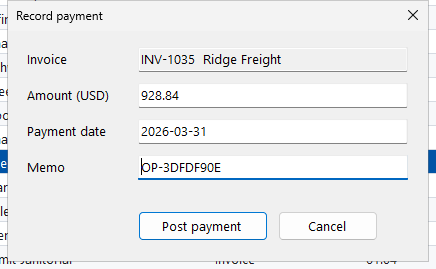 Record payment
Invoice INV-1035 Ridge Freight
Amount (USD) 928.84
Payment date 2026-03-31
Memo OP-3DFDF90E
Post payment Cancel